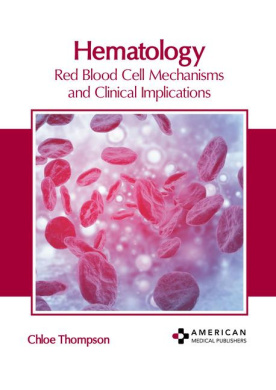 Hematology
Red Blood Cell Mechanisms
and Clinical Implications
Chloe Thompson
AMERICAN
MEDICAL PUBLISHERS